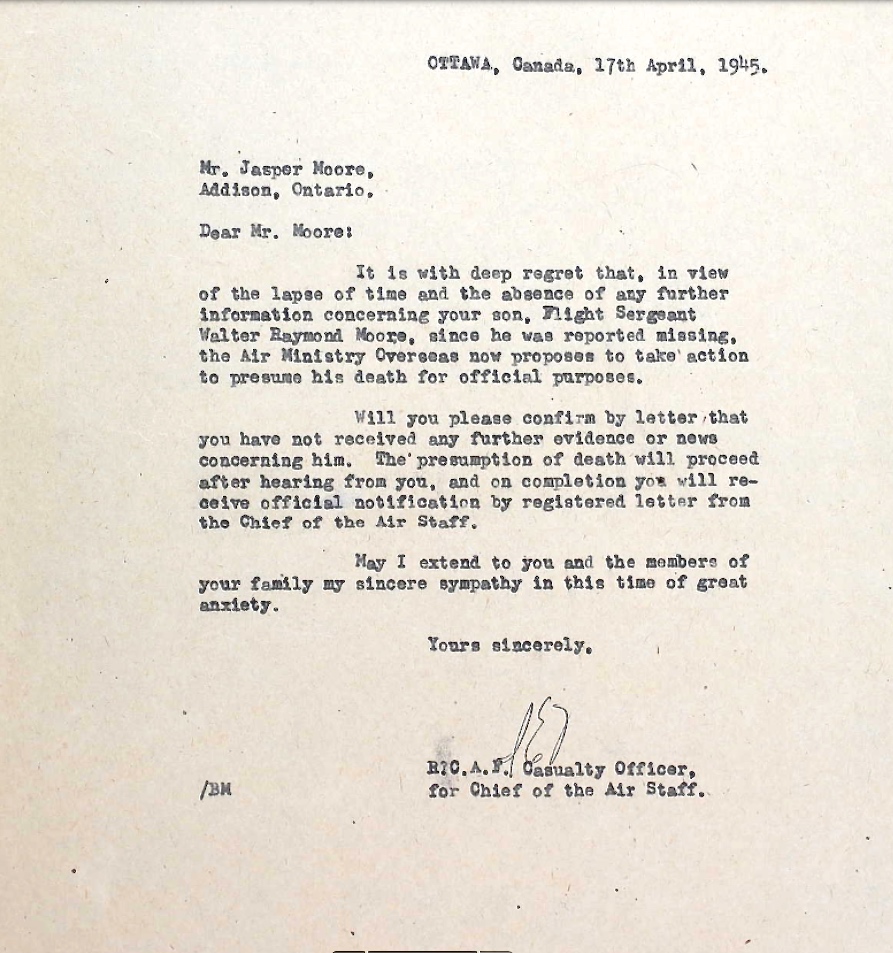 OTTAWA, Canada, 17th April, 1945.
Mr. Jasper Moore,
Addison, Ontario.
Dear Mr. Moore:
It is with deep regret that, in view
of the lapse of time and the absence of any further
information concerning your son, Flight Sergeant
Walter Raymond Moore, since he was reported missing,
the Air Ministry Overseas now proposes to take action
to presume his death for official purposes.
Will you please confirm by letter that
you have not received any further evidence or news
concerning him. The presumption of death will proceed
after hearing from you, and on completion you will re-
ceive official notification by registered letter from
the Chief of the Air Staff.
May I extend to you and the members of
your family my sincere sympathy in this time of great
anxiety.
Yours sincerely,
R.C.A.F. Casualty Officer,
for Chief of the Air Staff.
/BM